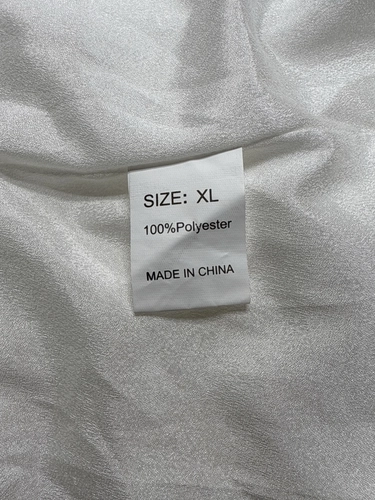 SIZE: XL
100%Polyester
MADE IN CHINA